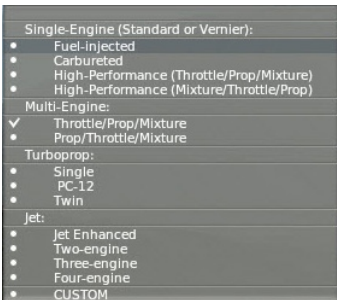 Single-Engine (Standard or Vernier):
Fuel-injected
Carbureted
High-Performance (Throttle/Prop/Mixture)
High-Performance (Mixture/Throttle/Prop)
Multi-Engine:
Throttle/Prop/Mixture
Prop/Throttle/Mixture
Turboprop:
Single
PC-12
Twin
Jet:
Jet Enhanced
Two-engine
Three-engine
Four-engine
CUSTOM